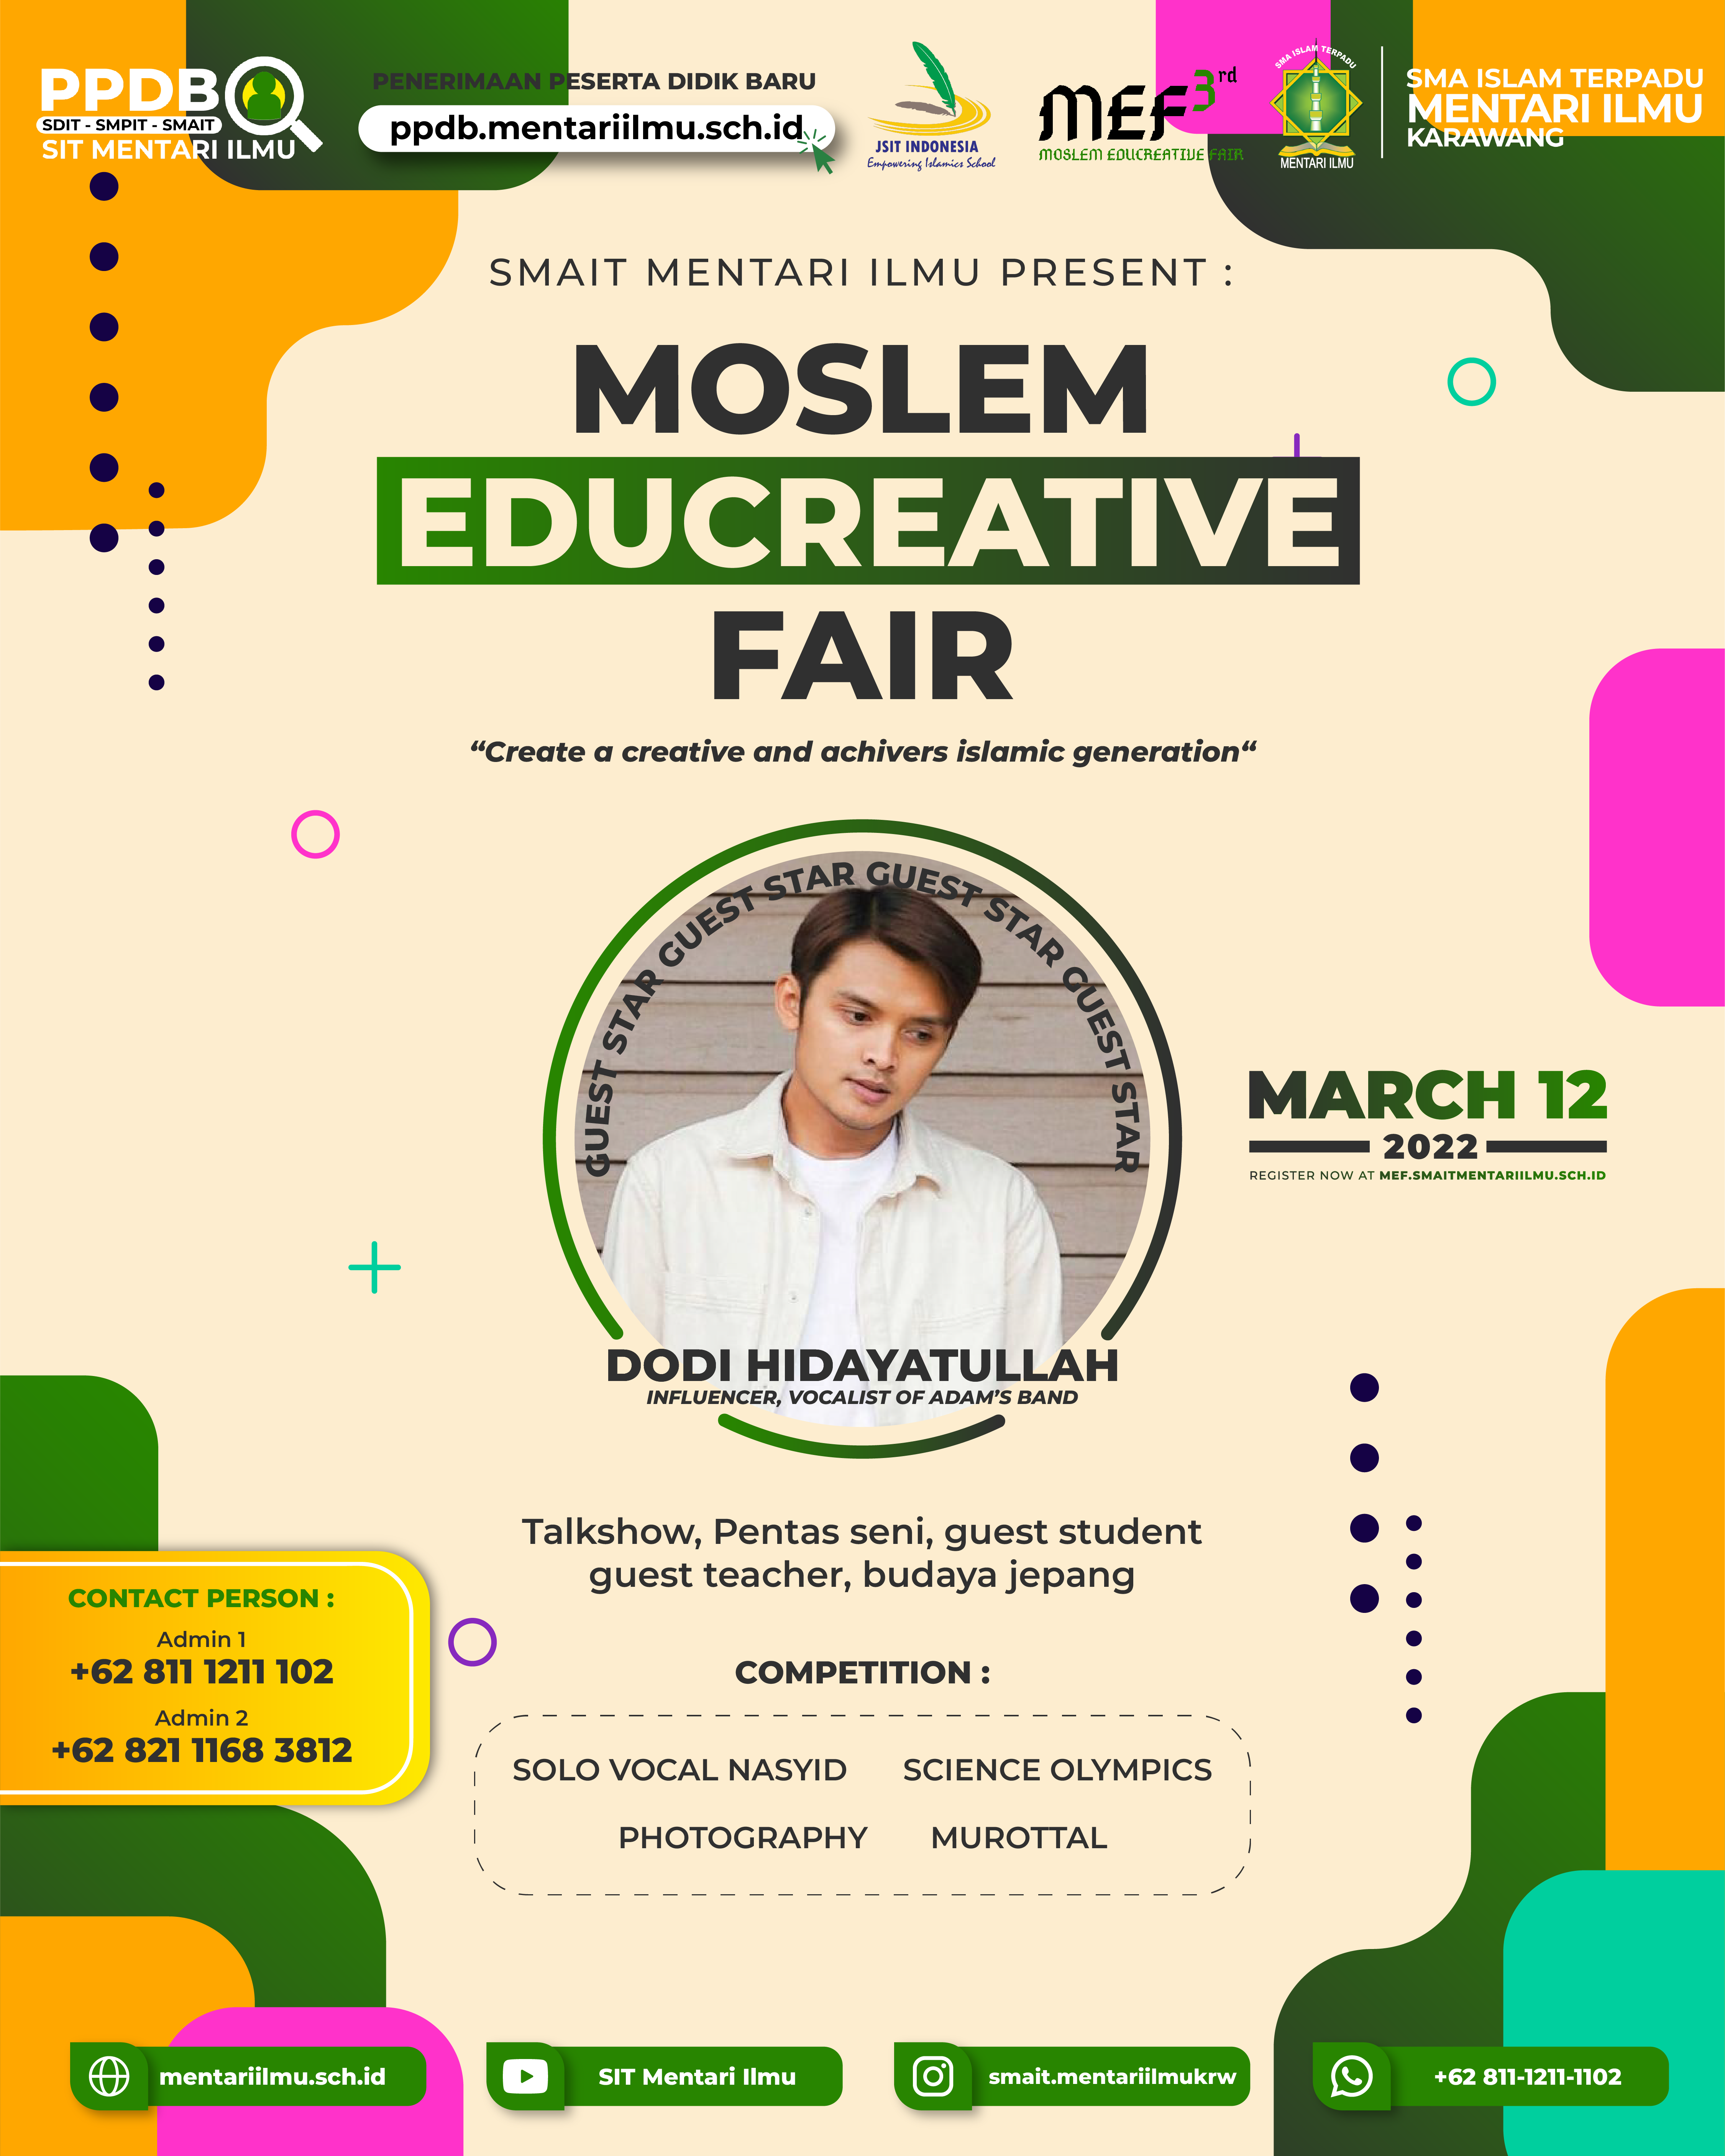 PPDB
SDIT - SMPIT - SMAIT
SIT MENTARI ILMU
PENERIMAAN PESERTA DIDIK BARU
ppdb.mentariilmu.sch.id
JSIT INDONESIA
Empowering Islamics School
MEF 3rd
MOSLEM EDUCREATIVE FAIR
SMA ISLAM TERPADU
MENTARI ILMU
SMA ISLAM TERPADU
MENTARI ILMU
KARAWANG
SMAIT MENTARI ILMU PRESENT :
MOSLEM
EDUCREATIVE
FAIR
“Create a creative and achivers islamic generation“
GUEST STAR GUEST STAR GUEST STAR GUEST STAR
MARCH 12
2022
REGISTER NOW AT MEF.SMAITMENTARIILMU.SCH.ID
DODI HIDAYATULLAH
INFLUENCER, VOCALIST OF ADAM’S BAND
Talkshow, Pentas seni, guest student
guest teacher, budaya jepang
CONTACT PERSON :
Admin 1
+62 811 1211 102
Admin 2
+62 821 1168 3812
COMPETITION :
SOLO VOCAL NASYID SCIENCE OLYMPICS
PHOTOGRAPHY MUROTTAL
mentariilmu.sch.id
SIT Mentari Ilmu
smait.mentariilmukrw
+62 811-1211-1102